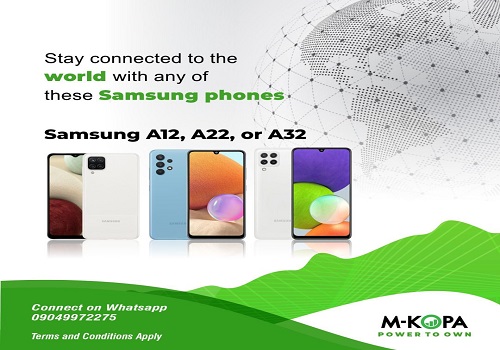 Stay connected to the
world with any of
these Samsung phones
Samsung A12, A22, or A32
Connect on Whatsapp
09049972275
Terms and Conditions Apply
M-KOPA
POWER TO OWN